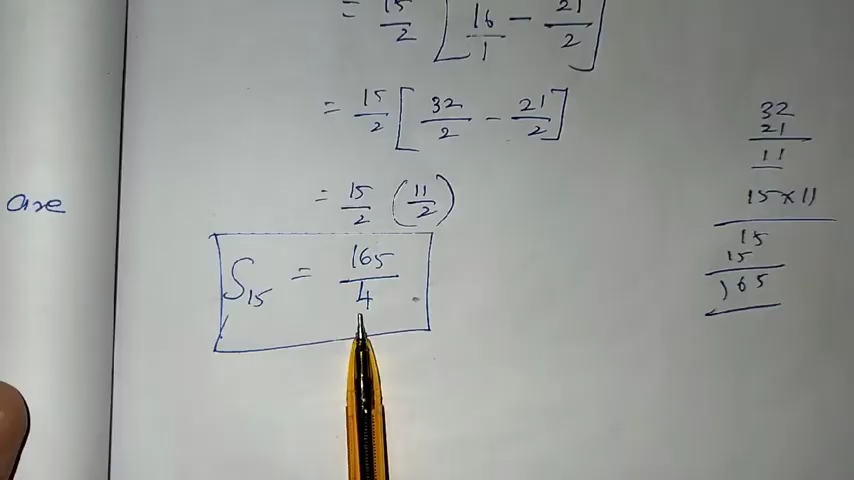 = 15/2 [ 16/1 − 21/2 ]
= 15/2 [ 32/2 − 21/2 ]
= 15/2 ( 11/2 )
S15 = 165/4
are
32
21
11
15×11
15
15
165